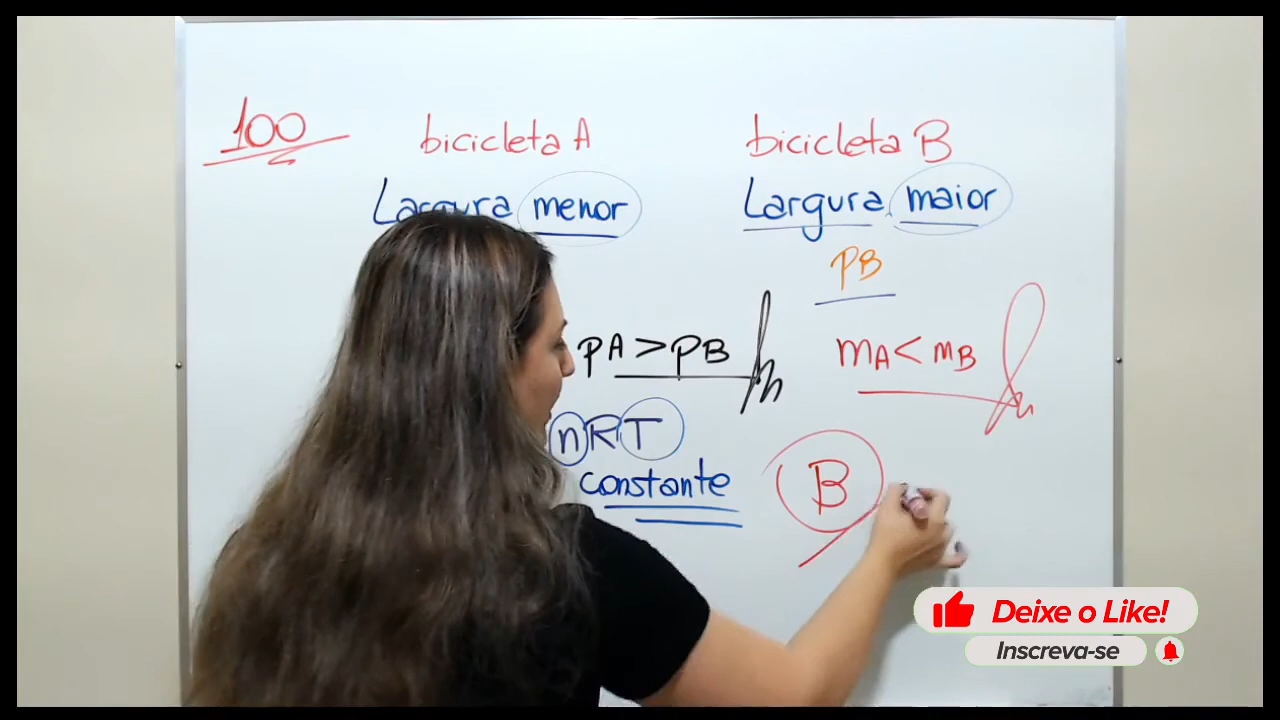 100
bicicleta A
bicicleta B
Largura menor
Largura maior
PB
PA > PB
mA < mB
nRT
constante
B
Deixe o Like!
Inscreva-se